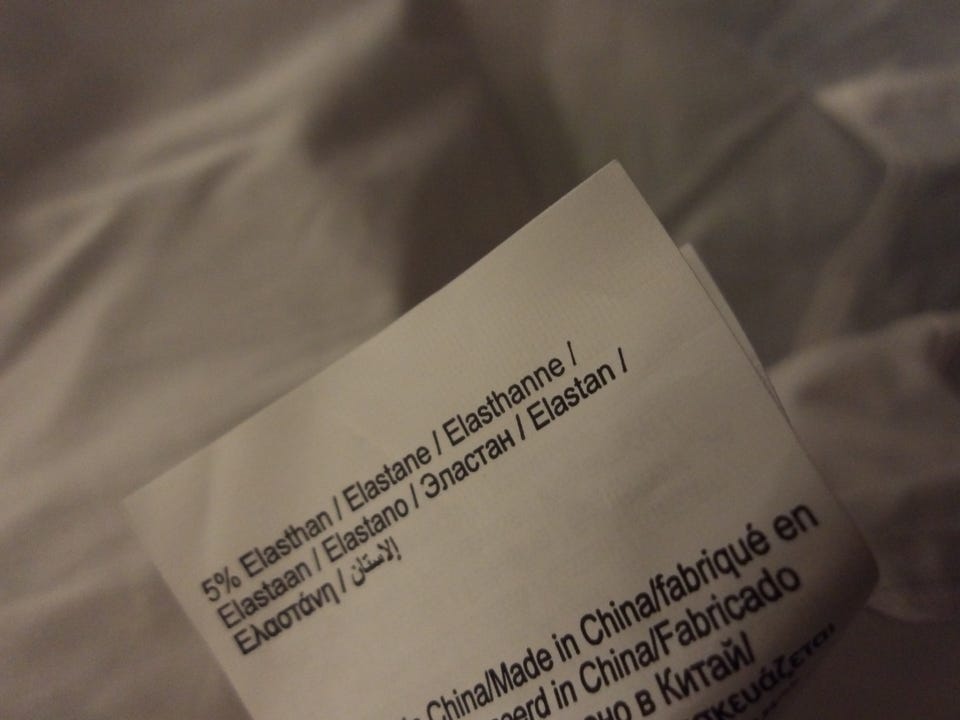 5% Elasthan / Elastane / Elasthanne /
Elastaan / Elastano / Эластан / Elastan /
Ελαστάνη / إلاستان
China/Made in China/fabriqué en
in China/Fabricado
в Китай/